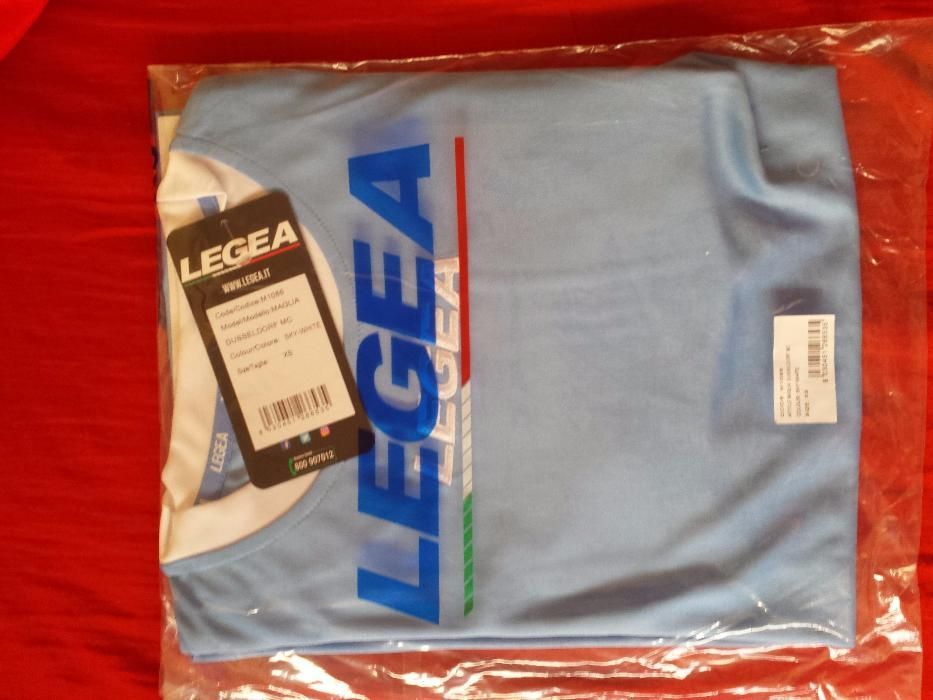 LEGEA
WWW.LEGEA.IT
Code/Codice: M1086
Model/Modello: MAGLIA
DUSSELDORF MC
Colour/Colore: SKY-WHITE
Size/Taglia: XS
800 907012
LEGEA
LEGEA
LEGEA